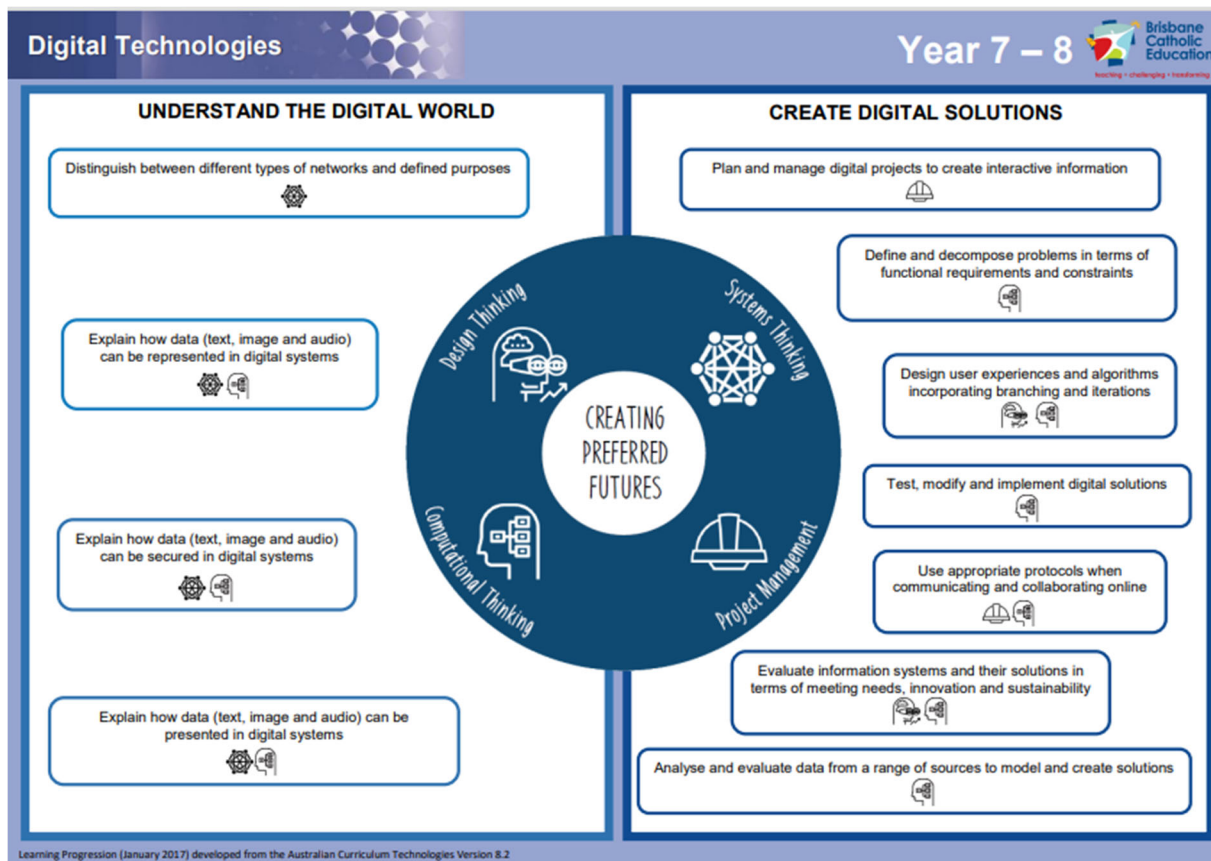 Digital Technologies
Year 7 – 8
Brisbane
Catholic
Education
teaching • challenging • transforming
UNDERSTAND THE DIGITAL WORLD
Distinguish between different types of networks and defined purposes
Explain how data (text, image and audio)
can be represented in digital systems
Explain how data (text, image and audio)
can be secured in digital systems
Explain how data (text, image and audio) can be
presented in digital systems
Design Thinking
Systems Thinking
CREATING
PREFERRED
FUTURES
Computational Thinking
Project Management
CREATE DIGITAL SOLUTIONS
Plan and manage digital projects to create interactive information
Define and decompose problems in terms of
functional requirements and constraints
Design user experiences and algorithms
incorporating branching and iterations
Test, modify and implement digital solutions
Use appropriate protocols when
communicating and collaborating online
Evaluate information systems and their solutions in
terms of meeting needs, innovation and sustainability
Analyse and evaluate data from a range of sources to model and create solutions
Learning Progression (January 2017) developed from the Australian Curriculum Technologies Version 8.2